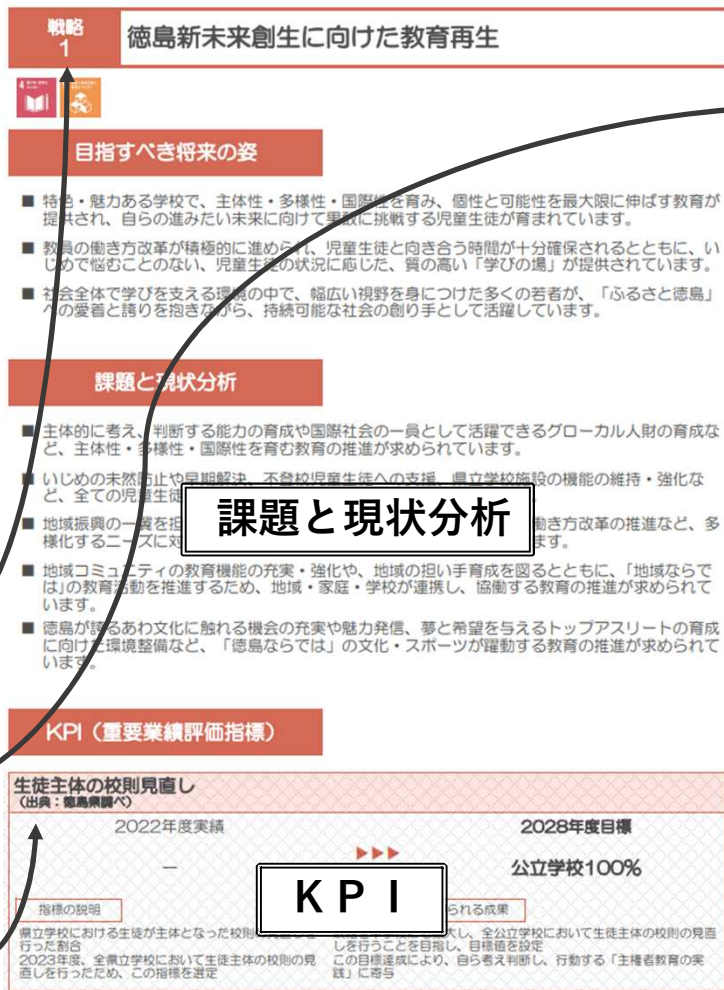 戦略
1
徳島新未来創生に向けた教育再生
4
目指すべき将来の姿
■ 特色・魅力ある学校で、主体性・多様性・国際性を育み、個性と可能性を最大限に伸ばす教育が
提供され、自らの進みたい未来に向けて果敢に挑戦する児童生徒が育まれています。
■ 教員の働き方改革が積極的に進められ、児童生徒と向き合う時間が十分確保されるとともに、い
じめで悩むことのない、児童生徒の状況に応じた、質の高い「学びの場」が提供されています。
■ 社会全体で学びを支える環境の中で、幅広い視野を身につけた多くの若者が、「ふるさと徳島」
への愛着と誇りを抱きながら、持続可能な社会の創り手として活躍しています。
課題と現状分析
■ 主体的に考え、判断する能力の育成や国際社会の一員として活躍できるグローカル人財の育成な
ど、主体性・多様性・国際性を育む教育の推進が求められています。
■ いじめの未然防止や早期解決、不登校児童生徒への支援、県立学校施設の機能の維持・強化な
ど、全ての児童生徒
課題と現状分析
■ 地域振興の一翼を担 働き方改革の推進など、多
様化するニーズに対 ます。
■ 地域コミュニティの教育機能の充実・強化や、地域の担い手育成を図るとともに、「地域ならで
は」の教育活動を推進するため、地域・家庭・学校が連携し、協働する教育の推進が求められて
います。
■ 徳島が誇るあわ文化に触れる機会の充実や魅力発信、夢と希望を与えるトップアスリートの育成
に向けた環境整備など、「徳島ならでは」の文化・スポーツが躍動する教育の推進が求められて
います。
KPI（重要業績評価指標）
生徒主体の校則見直し
（出典：徳島県調べ）
2022年度実績 2028年度目標
－ ▶▶▶ 公立学校100%
ＫＰＩ
指標の説明 られる成果
県立学校における生徒が主体となった校則の見直しを
行った割合
2023年度、全県立学校において生徒主体の校則の見
直しを行ったため、この指標を選定
大し、全公立学校において生徒主体の校則の見直
しを行うことを目指し、目標値を設定
この目標達成により、自ら考え判断し、行動する「主権者教育の実
践」に寄与